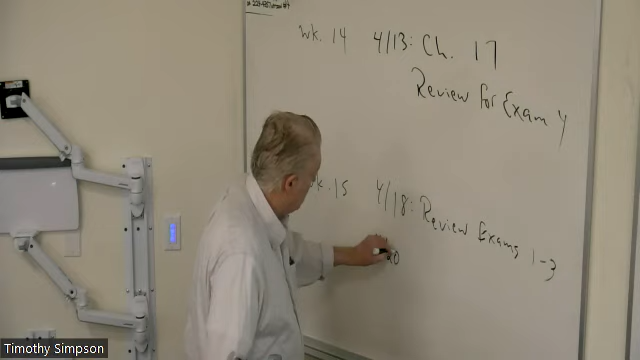 wk. 14 4/13: Ch. 17
Review for Exam 4
wk. 15 4/18: Review Exams 1-3
Timothy Simpson